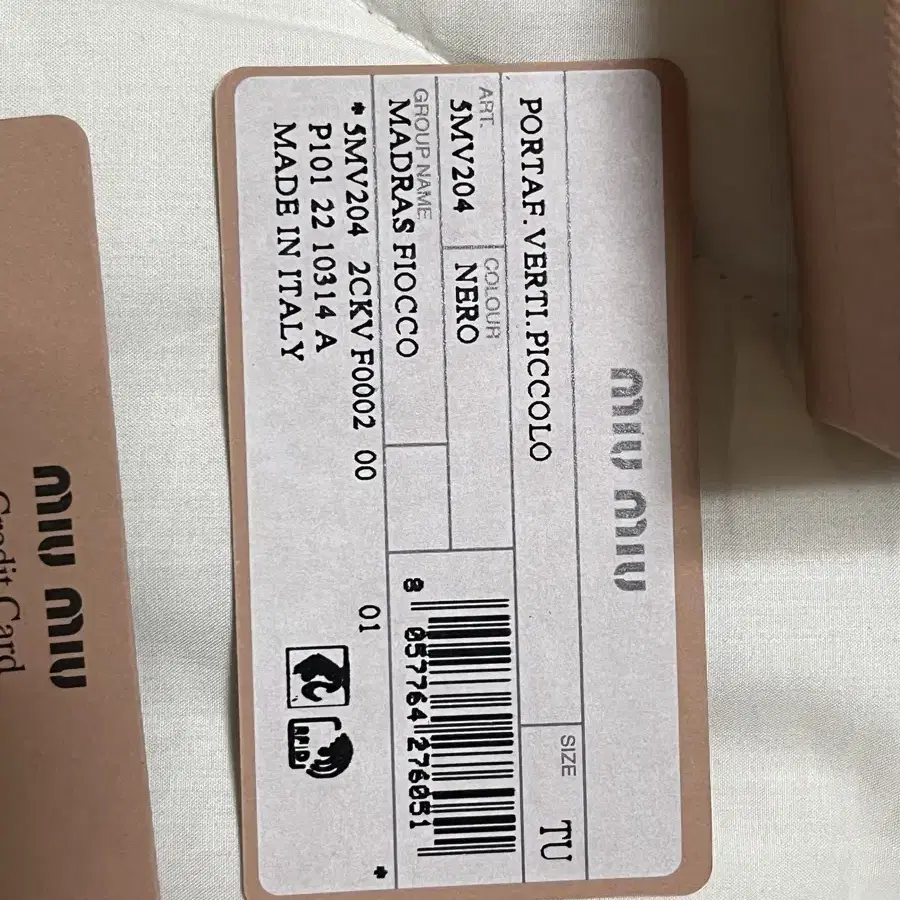 miu miu
PORTAF.VERTI.PICCOLO
SIZE
TU
ART.
5MV204
COLOUR
NERO
GROUP NAME
MADRAS FIOCCO
8 057764 276051
*5MV204 2CKV F0002 00
01
*
P101 22 10314 A
MADE IN ITALY
RFID
miu miu
Credit Card